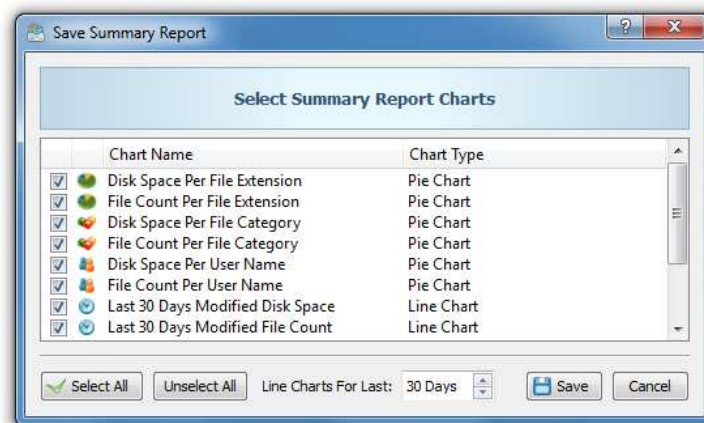 Save Summary Report
?
Select Summary Report Charts
Chart Name Chart Type
Disk Space Per File Extension Pie Chart
File Count Per File Extension Pie Chart
Disk Space Per File Category Pie Chart
File Count Per File Category Pie Chart
Disk Space Per User Name Pie Chart
File Count Per User Name Pie Chart
Last 30 Days Modified Disk Space Line Chart
Last 30 Days Modified File Count Line Chart
Select All Unselect All Line Charts For Last: 30 Days Save Cancel